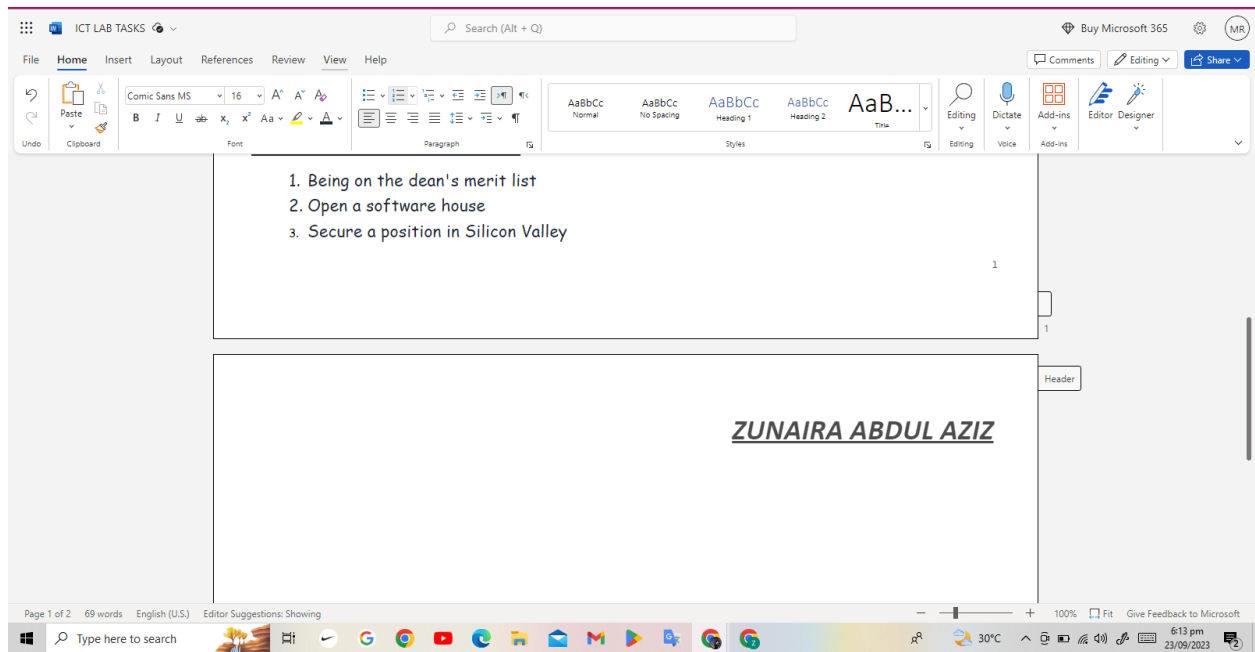 ICT LAB TASKS
Search (Alt + Q)
Buy Microsoft 365
MR
File Home Insert Layout References Review View Help
Comments Editing Share
Paste
Comic Sans MS 16 A^ A˅ A
B I U ab x₂ x² Aa A
AaBbCc AaBbCc AaBbCc AaBbCc AaB...
Normal No Spacing Heading 1 Heading 2 Title
Editing Dictate Add-ins Editor Designer
Undo Clipboard Font Paragraph Styles Editing Voice Add-ins
1. Being on the dean's merit list
2. Open a software house
3. Secure a position in Silicon Valley
1
1
Header
ZUNAIRA ABDUL AZIZ
Page 1 of 2 69 words English (U.S.) Editor Suggestions: Showing
100% Fit Give Feedback to Microsoft
Type here to search
30°C
6:13 pm
23/09/2023
2